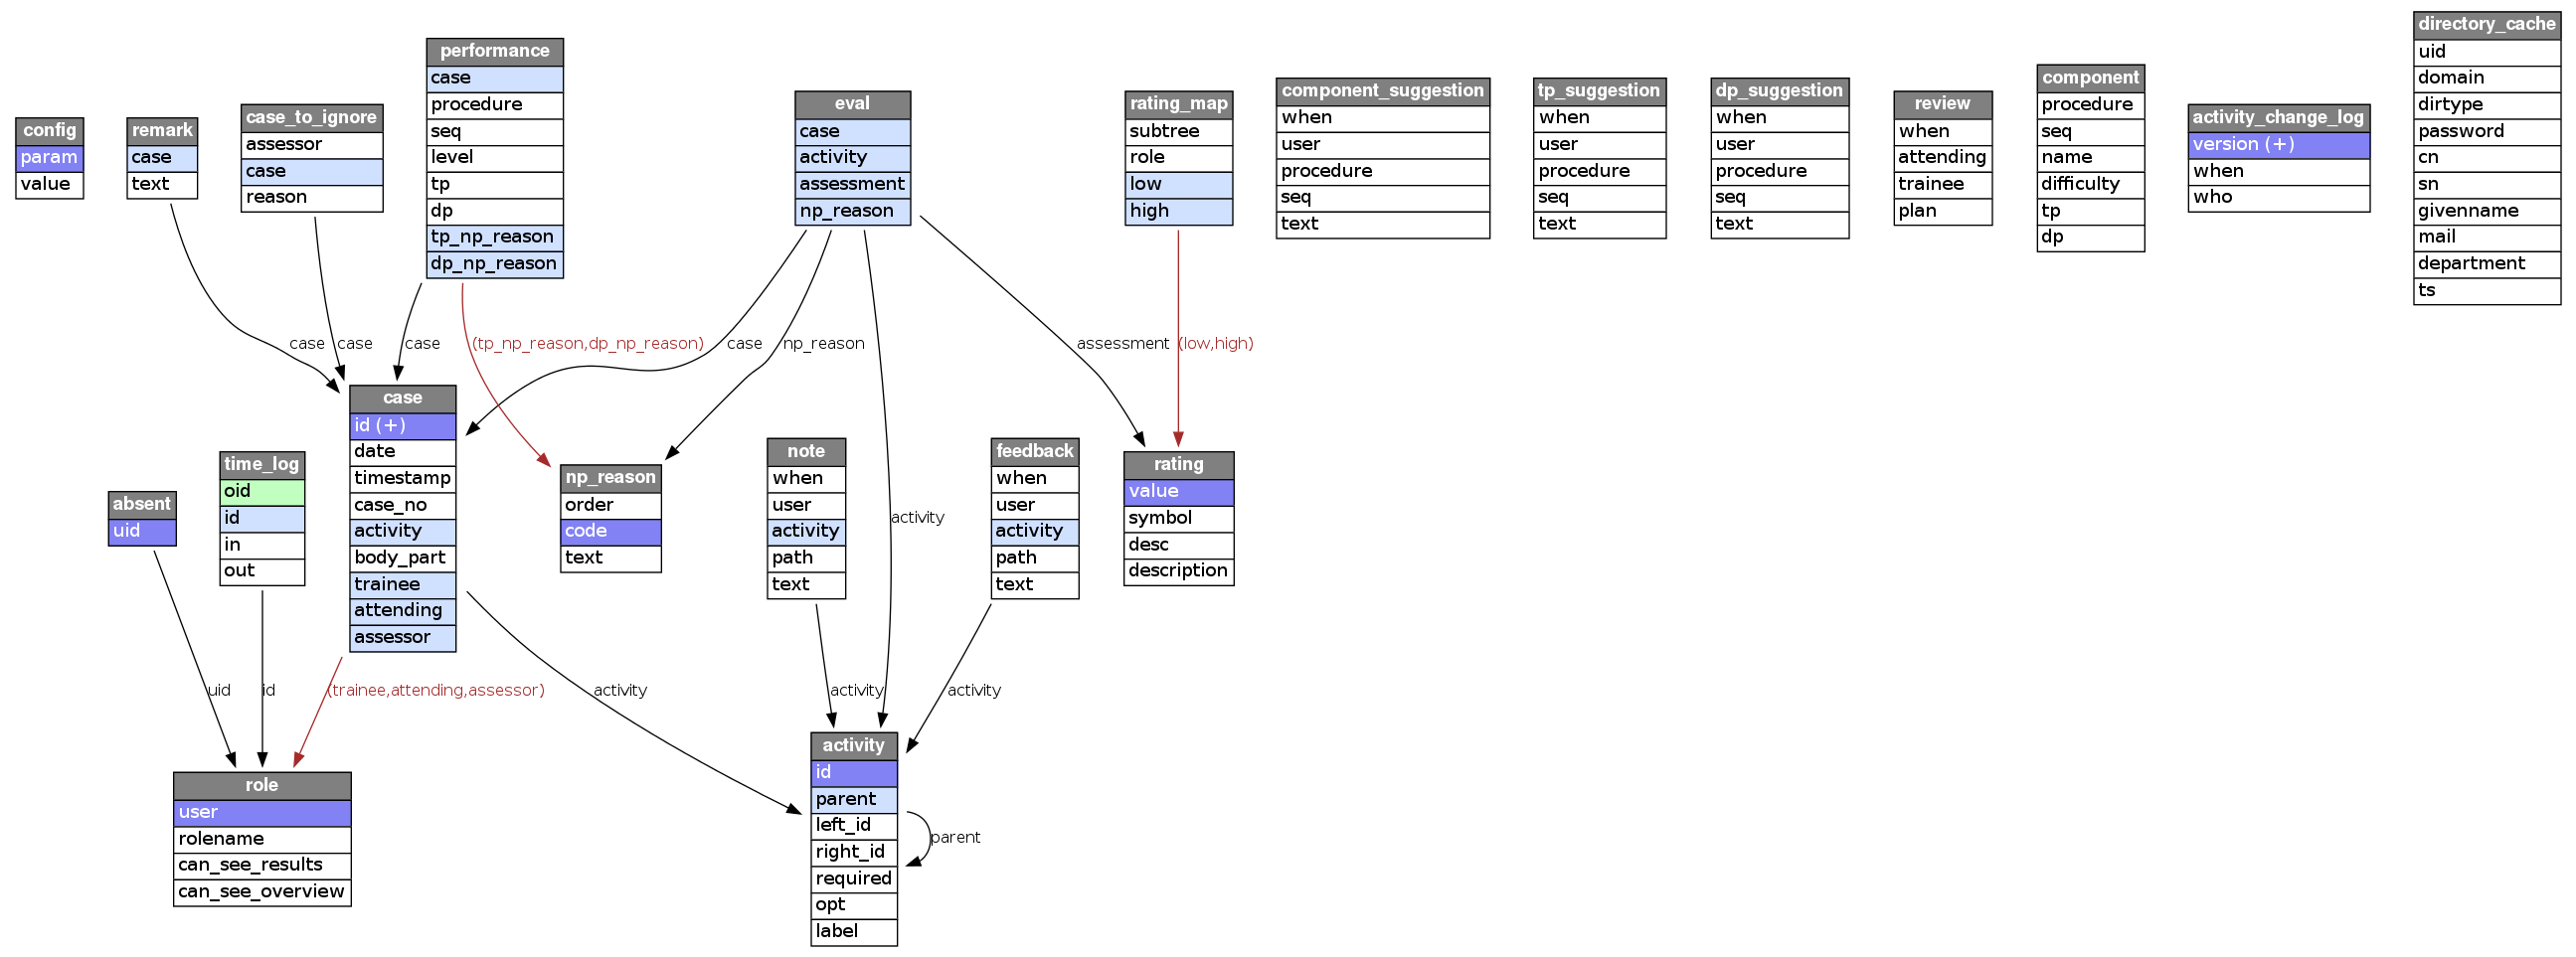 config
param
value
remark
case
text
case_to_ignore
assessor
case
reason
performance
case
procedure
seq
level
tp
dp
tp_np_reason
dp_np_reason
eval
case
activity
assessment
np_reason
rating_map
subtree
role
low
high
component_suggestion
when
user
procedure
seq
text
tp_suggestion
when
user
procedure
seq
text
dp_suggestion
when
user
procedure
seq
text
review
when
attending
trainee
plan
component
procedure
seq
name
difficulty
tp
dp
activity_change_log
version (+)
when
who
directory_cache
uid
domain
dirtype
password
cn
sn
givenname
mail
department
ts
case
case
case
(tp_np_reason,dp_np_reason)
case
np_reason
assessment
(low,high)
absent
uid
time_log
oid
id
in
out
case
id (+)
date
timestamp
case_no
activity
body_part
trainee
attending
assessor
np_reason
order
code
text
note
when
user
activity
path
text
activity
feedback
when
user
activity
path
text
rating
value
symbol
desc
description
uid
id
(trainee,attending,assessor)
activity
activity
activity
role
user
rolename
can_see_results
can_see_overview
activity
id
parent
left_id
right_id
required
opt
label
parent